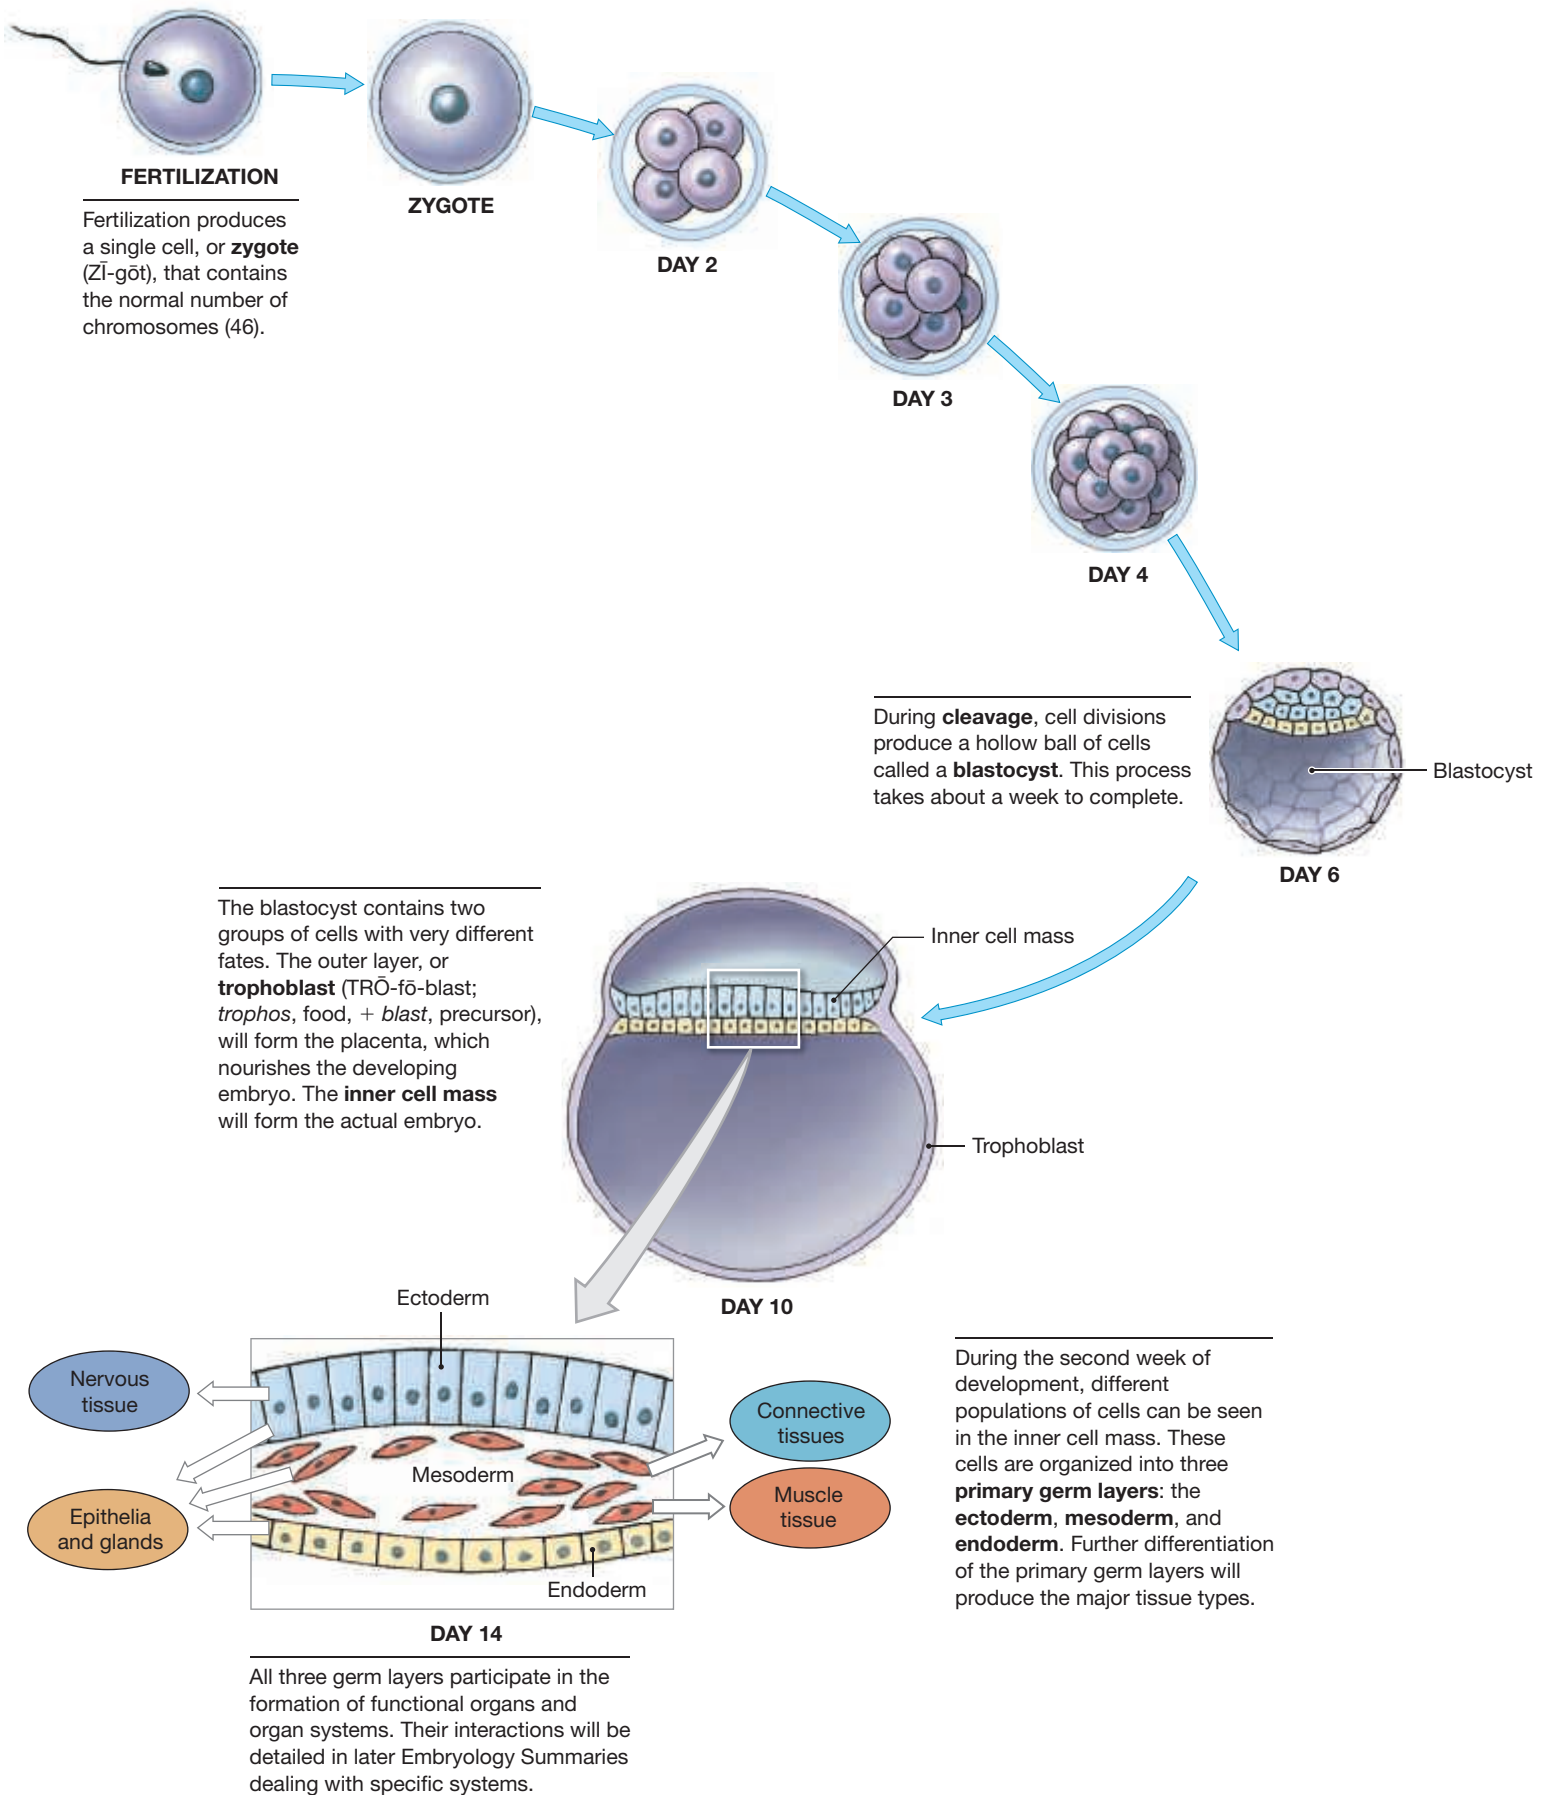 FERTILIZATION
Fertilization produces
a single cell, or zygote
(ZĪ-gōt), that contains
the normal number of
chromosomes (46).
ZYGOTE
DAY 2
DAY 3
DAY 4
During cleavage, cell divisions
produce a hollow ball of cells
called a blastocyst. This process
takes about a week to complete.
Blastocyst
DAY 6
The blastocyst contains two
groups of cells with very different
fates. The outer layer, or
trophoblast (TRŌ-fō-blast;
trophos, food, + blast, precursor),
will form the placenta, which
nourishes the developing
embryo. The inner cell mass
will form the actual embryo.
Inner cell mass
Trophoblast
DAY 10
Ectoderm
Nervous
tissue
Epithelia
and glands
Mesoderm
Connective
tissues
Muscle
tissue
Endoderm
DAY 14
During the second week of
development, different
populations of cells can be seen
in the inner cell mass. These
cells are organized into three
primary germ layers: the
ectoderm, mesoderm, and
endoderm. Further differentiation
of the primary germ layers will
produce the major tissue types.
All three germ layers participate in the
formation of functional organs and
organ systems. Their interactions will be
detailed in later Embryology Summaries
dealing with specific systems.